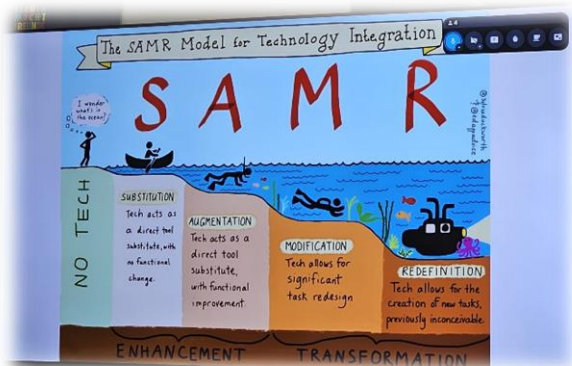 The SAMR Model for Technology Integration
SAMR
I wonder
what's in
the ocean?
@sylviaduckworth
NO TECH
SUBSTITUTION
Tech acts as
a direct tool
substitute, with
no functional
change.
AUGMENTATION
Tech acts as a
direct tool
substitute,
with functional
improvement.
MODIFICATION
Tech allows for
significant
task redesign
REDEFINITION
Tech allows for the
creation of new tasks,
previously inconceivable.
ENHANCEMENT
TRANSFORMATION